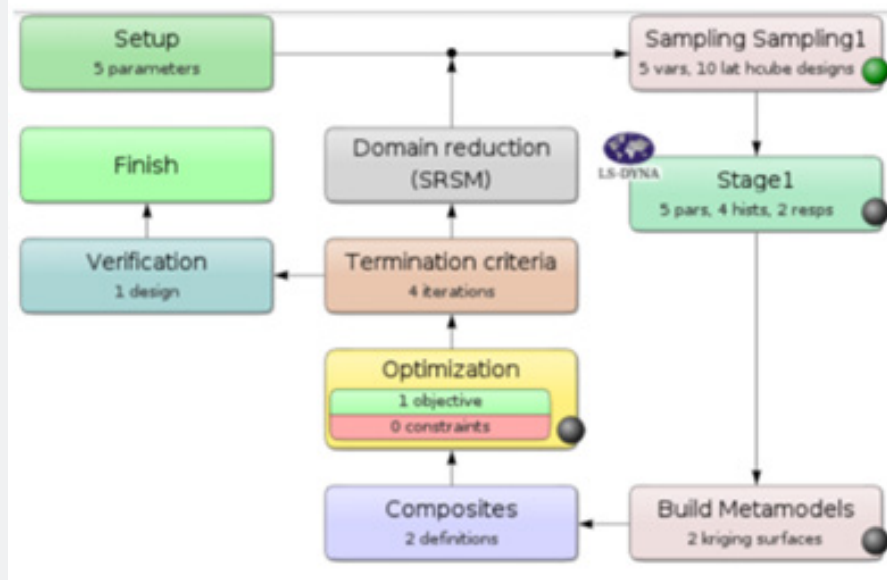 Setup
5 parameters
Sampling Sampling1
5 vars, 10 lat hcube designs
Finish
Domain reduction
(SRSM)
LS-DYNA
Stage1
5 pars, 4 hists, 2 resps
Verification
1 design
Termination criteria
4 iterations
Optimization
1 objective
0 constraints
Composites
2 definitions
Build Metamodels
2 kriging surfaces